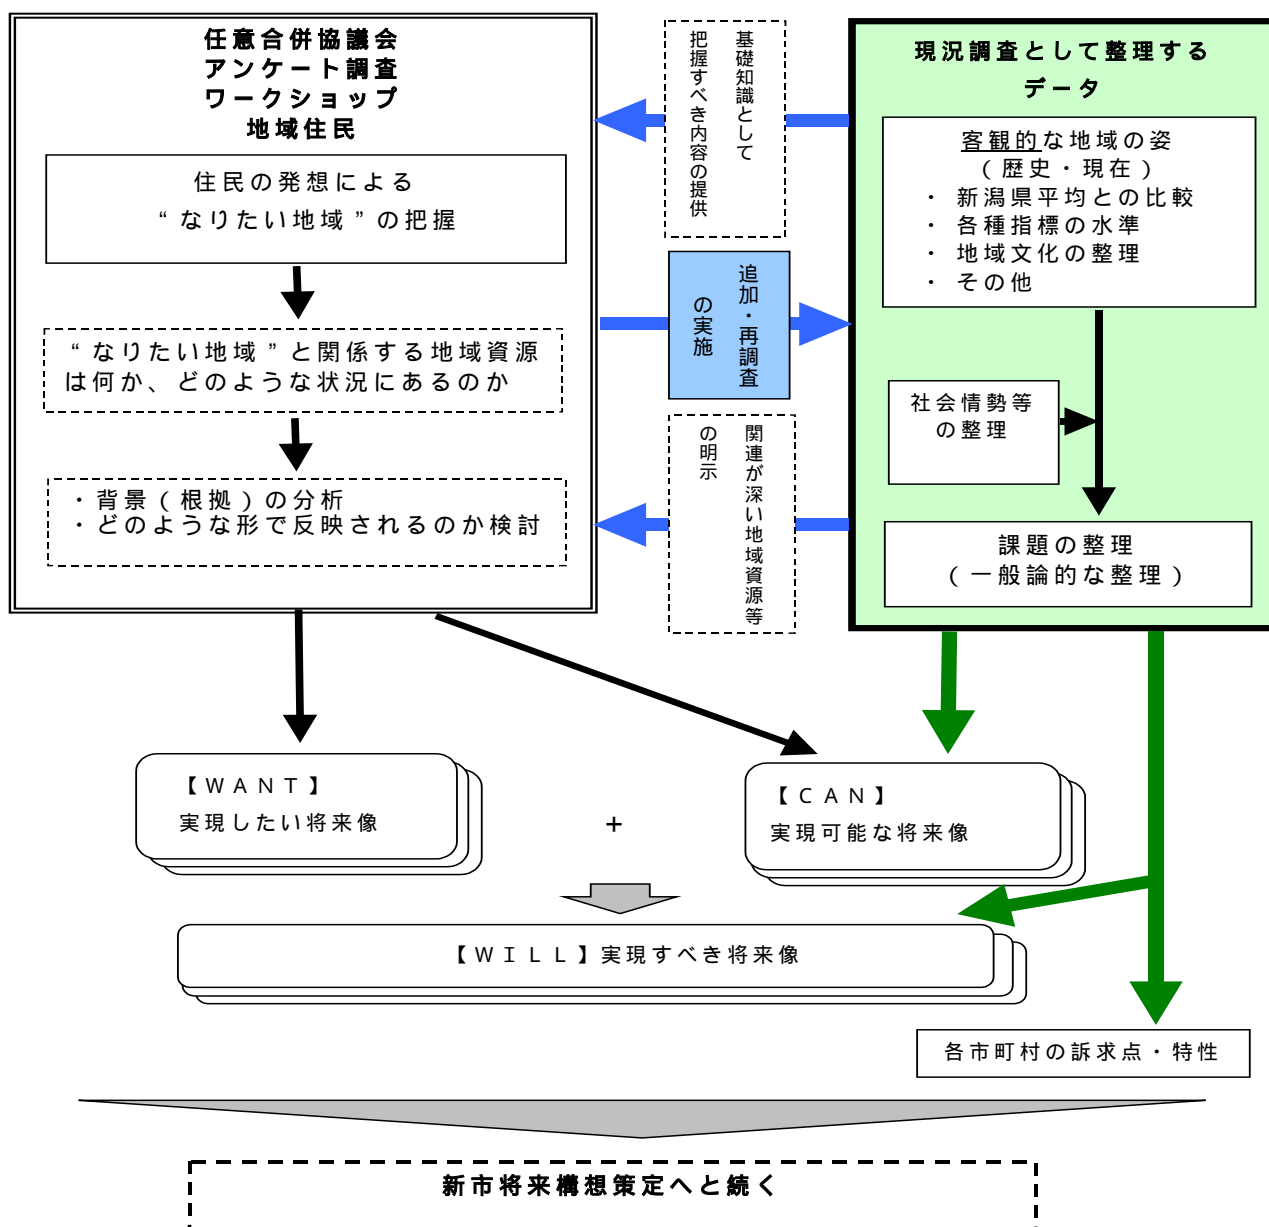 任意合併協議会
アンケート調査
ワークショップ
地域住民
住民の発想による
“なりたい地域”の把握
“なりたい地域”と関係する地域資源
は何か、どのような状況にあるのか
・背景（根拠）の分析
・どのような形で反映されるのか検討
基礎知識として
把握すべき内容の提供
追加・再調査
の実施
関連が深い地域資源等
の明示
現況調査として整理する
データ
客観的な地域の姿
（歴史・現在）
・ 新潟県平均との比較
・ 各種指標の水準
・ 地域文化の整理
・ その他
社会情勢等
の整理
課題の整理
（一般論的な整理）
【ＷＡＮＴ】
実現したい将来像
+
【ＣＡＮ】
実現可能な将来像
【ＷＩＬＬ】実現すべき将来像
各市町村の訴求点・特性
新市将来構想策定へと続く